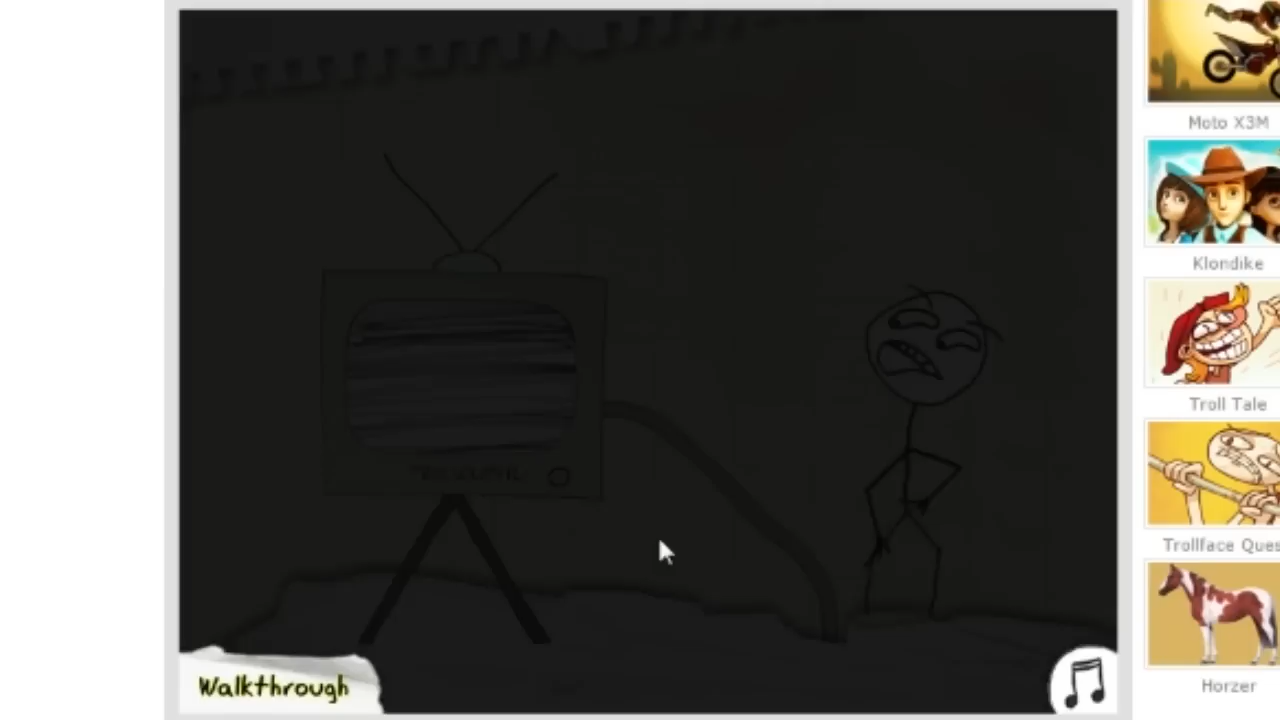 Moto X3M
Klondike
Troll Tale
Trollface Ques
Horzer
Walkthrough